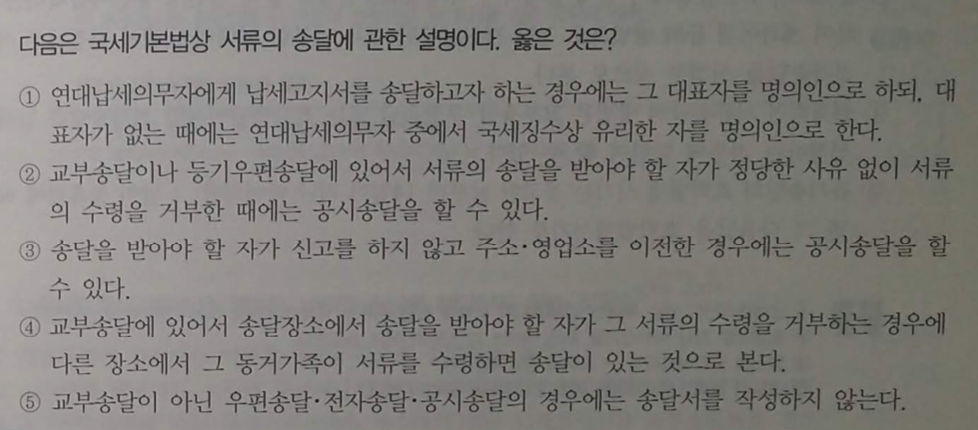 다음은 국세기본법상 서류의 송달에 관한 설명이다. 옳은 것은?
① 연대납세의무자에게 납세고지서를 송달하고자 하는 경우에는 그 대표자를 명의인으로 하되, 대
표자가 없는 때에는 연대납세의무자 중에서 국세징수상 유리한 자를 명의인으로 한다.
② 교부송달이나 등기우편송달에 있어서 서류의 송달을 받아야 할 자가 정당한 사유 없이 서류
의 수령을 거부한 때에는 공시송달을 할 수 있다.
③ 송달을 받아야 할 자가 신고를 하지 않고 주소·영업소를 이전한 경우에는 공시송달을 할
수 있다.
④ 교부송달에 있어서 송달장소에서 송달을 받아야 할 자가 그 서류의 수령을 거부하는 경우에
다른 장소에서 그 동거가족이 서류를 수령하면 송달이 있는 것으로 본다.
⑤ 교부송달이 아닌 우편송달·전자송달·공시송달의 경우에는 송달서를 작성하지 않는다.